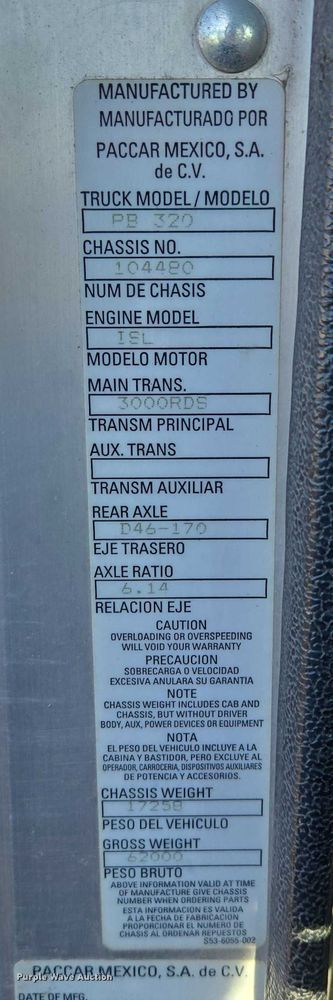 MANUFACTURED BY
MANUFACTURADO POR
PACCAR MEXICO, S.A.
de C.V.
TRUCK MODEL / MODELO
PB 320
CHASSIS NO.
104480
NUM DE CHASIS
ENGINE MODEL
ISL
MODELO MOTOR
MAIN TRANS.
3000RDS
TRANSM PRINCIPAL
AUX. TRANS
TRANSM AUXILIAR
REAR AXLE
D46-170
EJE TRASERO
AXLE RATIO
6.14
RELACION EJE
CAUTION
OVERLOADING OR OVERSPEEDING
WILL VOID YOUR WARRANTY
PRECAUCION
SOBRECARGA O VELOCIDAD
EXCESIVA ANULARA SU GARANTIA
NOTE
CHASSIS WEIGHT INCLUDES CAB AND
CHASSIS, BUT WITHOUT DRIVER
BODY, AUX, POWER DEVICES OR EQUIPMENT
NOTA
EL PESO DEL VEHICULO INCLUYE A LA
CABINA Y BASTIDOR, PERO EXCLUYE AL
OPERADOR, CARROCERIA, DISPOSITIVOS AUXILIARES
DE POTENCIA Y ACCESORIOS.
CHASSIS WEIGHT
17258
PESO DEL VEHICULO
GROSS WEIGHT
62000
PESO BRUTO
ABOVE INFORMATION VALID AT TIME
OF MANUFACTURE GIVE CHASSIS
NUMBER WHEN ORDERING PARTS
ESTA INFORMACION ES VALIDA
A LA FECHA DE FABRICACION
PROPORCIONAR EL NUMERO DE
CHASIS AL ORDENAR REPUESTOS
S53-6055-002
PACCAR MEXICO, S.A. de C.V.
Purple Wave Auction
DATE OF MFG.